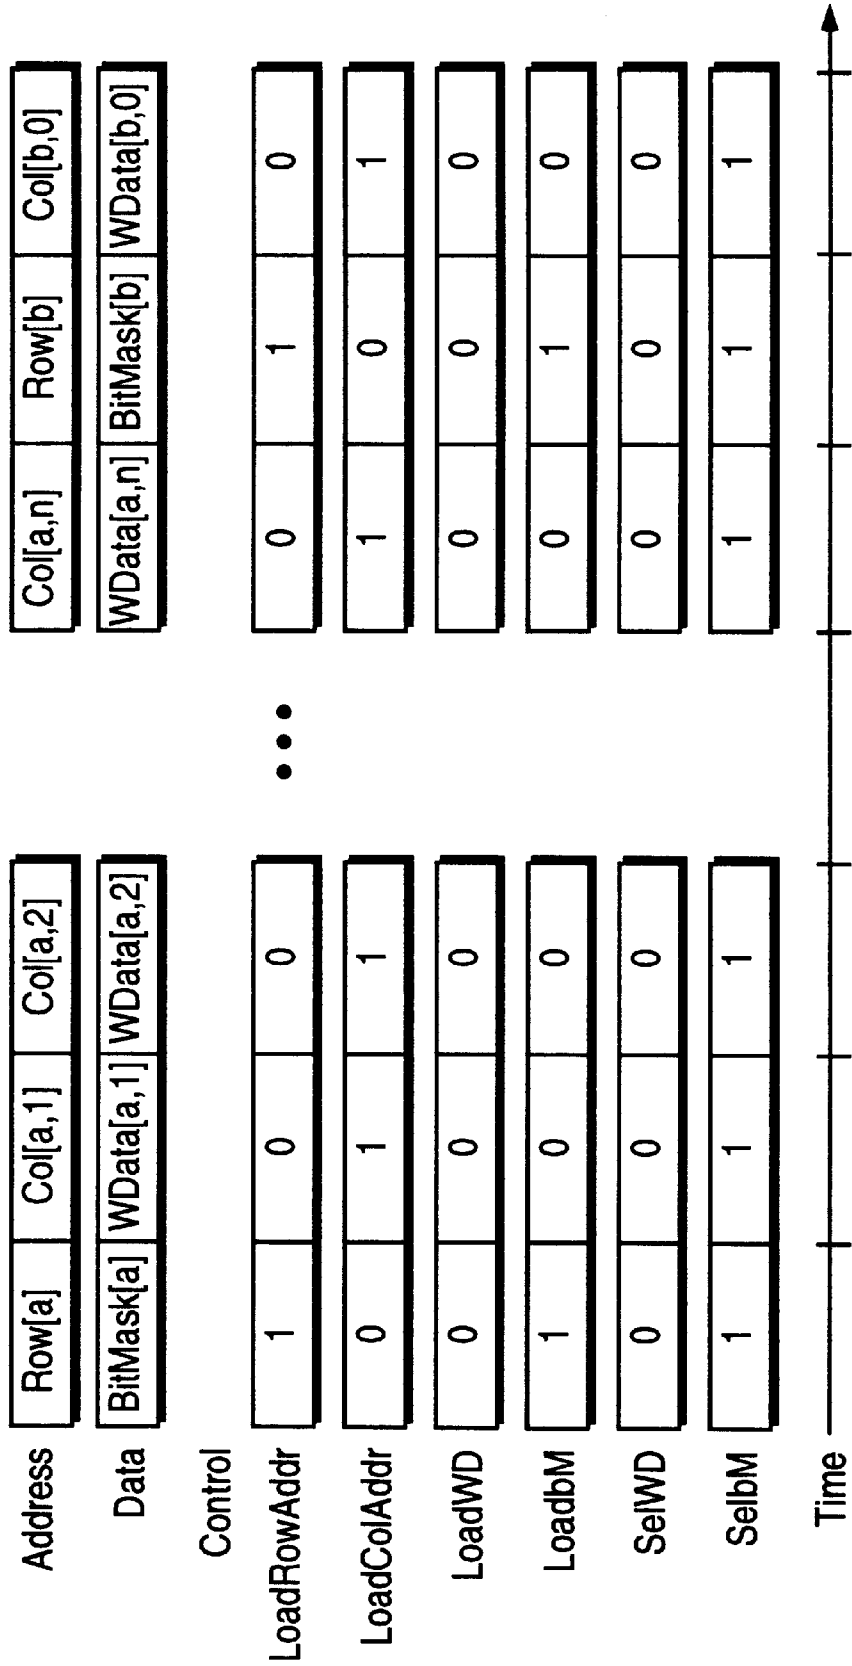 Address Row[a] Col[a,1] Col[a,2] Col[a,n] Row[b] Col[b,0]
Data BitMask[a] WData[a,1] WData[a,2] WData[a,n] BitMask[b] WData[b,0]
Control
LoadRowAddr 1 0 0 ••• 0 1 0
LoadColAddr 0 1 1 1 0 1
LoadWD 0 0 0 0 0 0
LoadbM 1 0 0 0 1 0
SelWD 0 0 0 0 0 0
SelbM 1 1 1 1 1 1
Time